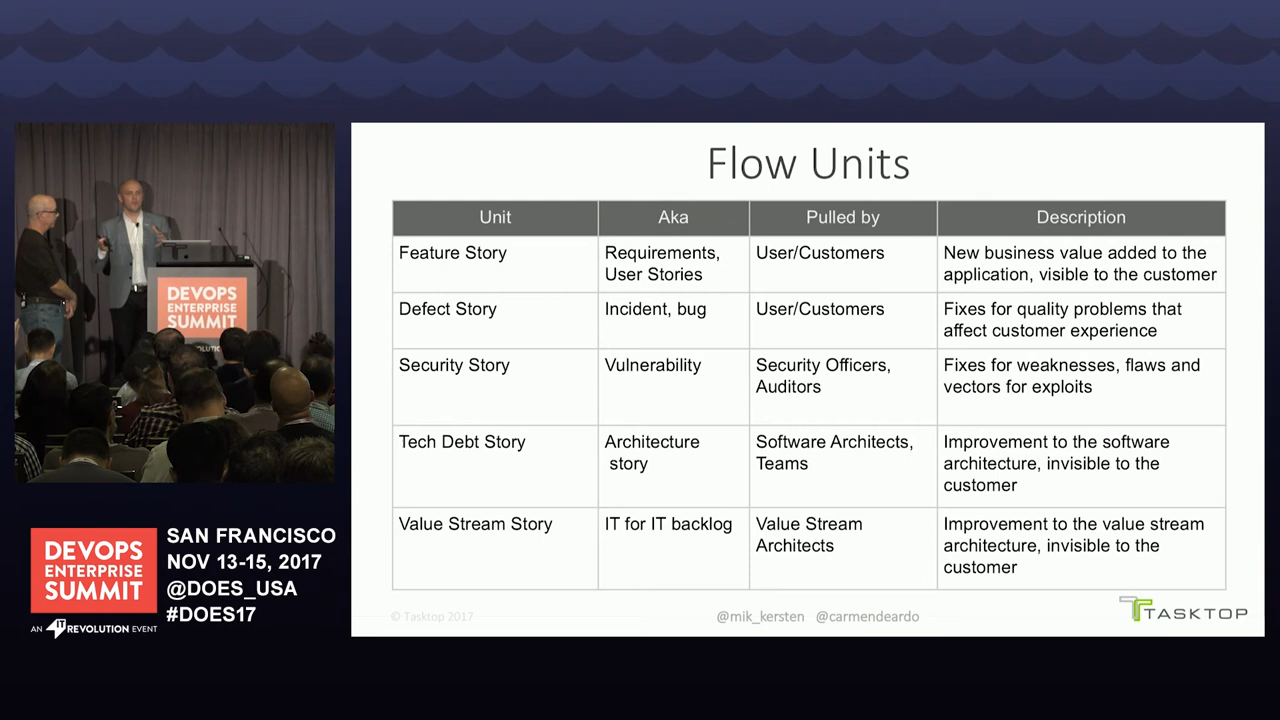 Flow Units
Unit
Aka
Pulled by
Description
Feature Story
Requirements,
User Stories
User/Customers
New business value added to the
application, visible to the customer
Defect Story
Incident, bug
User/Customers
Fixes for quality problems that
affect customer experience
Security Story
Vulnerability
Security Officers,
Auditors
Fixes for weaknesses, flaws and
vectors for exploits
Tech Debt Story
Architecture
story
Software Architects,
Teams
Improvement to the software
architecture, invisible to the
customer
Value Stream Story
IT for IT backlog
Value Stream
Architects
Improvement to the value stream
architecture, invisible to the
customer
© Tasktop 2017
@mik_kersten @carmendeardo
TASKTOP
DEVOPS
ENTERPRISE
SUMMIT
DEVOPS
ENTERPRISE
SUMMIT
AN IT REVOLUTION EVENT
SAN FRANCISCO
NOV 13-15, 2017
@DOES_USA
#DOES17